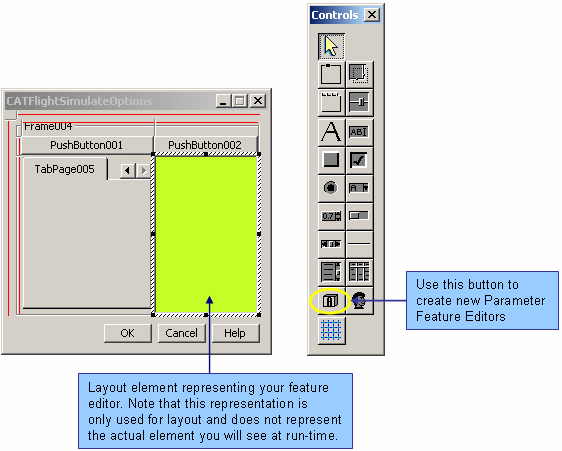 Controls
CATFlightSimulateOptions
Frame004
PushButton001
PushButton002
TabPage005
A
ABI
A
0.7
A
OK
Cancel
Help
Use this button to
create new Parameter
Feature Editors
Layout element representing your feature
editor. Note that this representation is
only used for layout and does not represent
the actual element you will see at run-time.